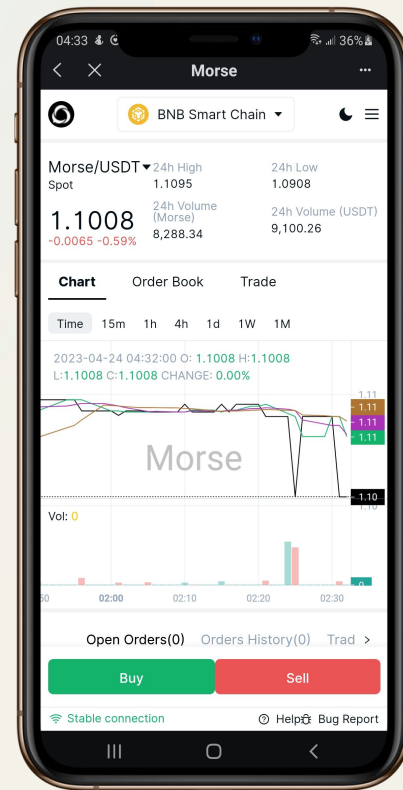 04:33 36%
Morse
BNB Smart Chain
Morse/USDT 24h High 24h Low
Spot 1.1095 1.0908
1.1008 24h Volume (Morse) 24h Volume (USDT)
-0.0065 -0.59% 8,288.34 9,100.26
Chart Order Book Trade
Time 15m 1h 4h 1d 1W 1M
2023-04-24 04:32:00 O: 1.1008 H:1.1008
L:1.1008 C:1.1008 CHANGE: 0.00%
1.11
1.11
1.11
1.11
Morse
1.10
1.10
Vol: 0
0
50 02:00 02:10 02:20 02:30
Open Orders(0) Orders History(0) Trad >
Buy Sell
Stable connection Help Bug Report